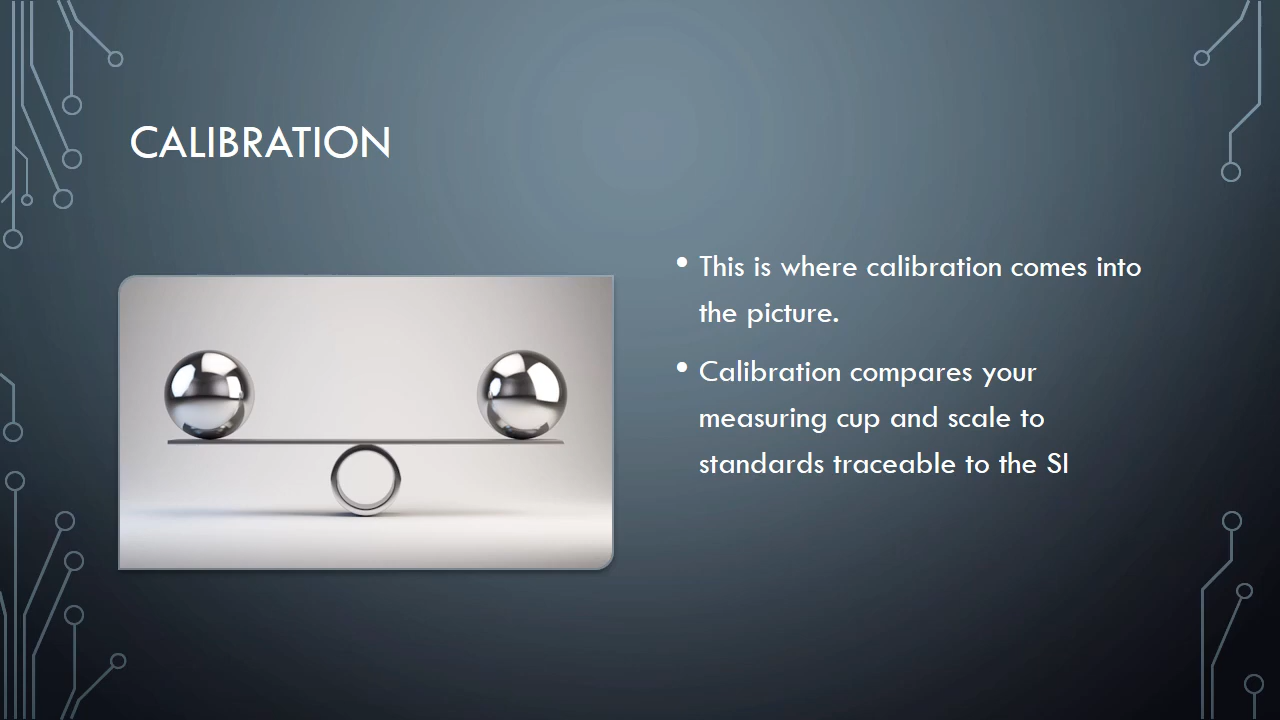 CALIBRATION
• This is where calibration comes into
the picture.
• Calibration compares your
measuring cup and scale to
standards traceable to the SI